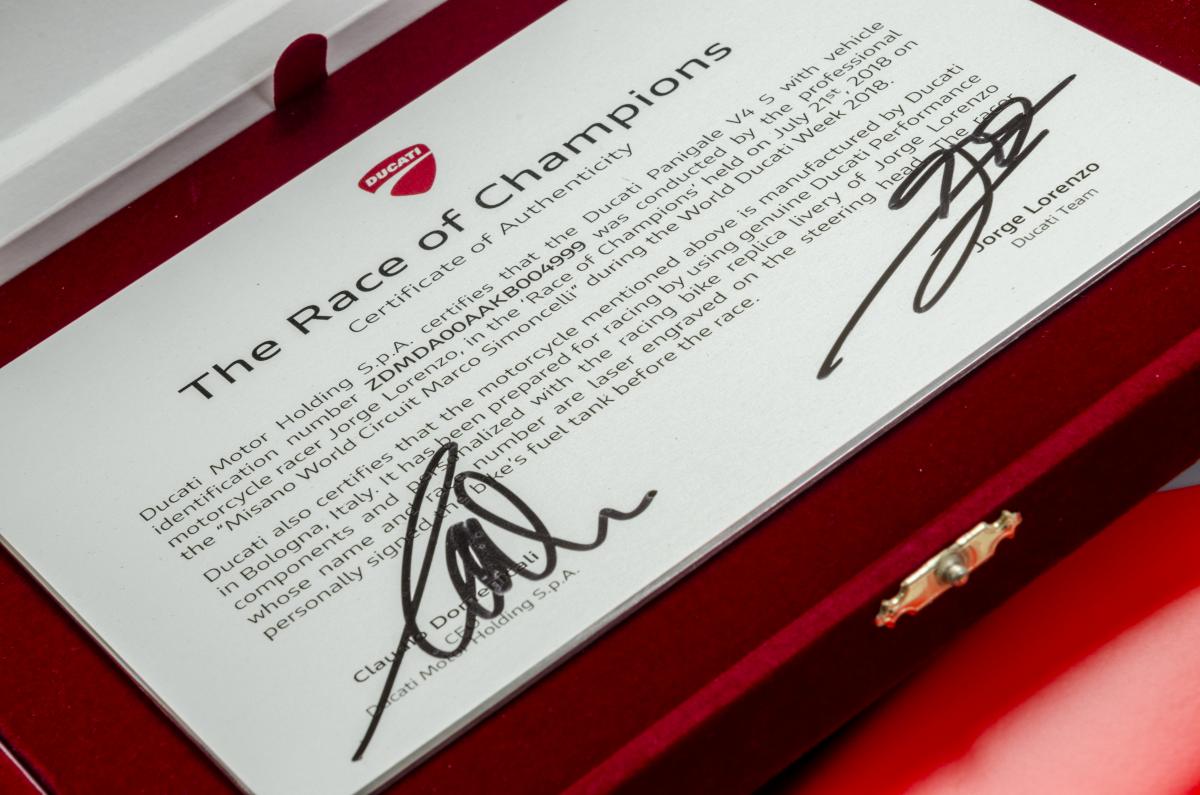 DUCATI
The Race of Champions
Certificate of Authenticity
Ducati Motor Holding S.p.A. certifies that the Ducati Panigale V4 S with vehicle
identification number ZDMDA00AAKB004999 was conducted by the professional
motorcycle racer Jorge Lorenzo, in the 'Race of Champions' held on July 21st, 2018 on
the "Misano World Circuit Marco Simoncelli" during the World Ducati Week 2018.
Ducati also certifies that the motorcycle mentioned above is manufactured by Ducati
in Bologna, Italy. It has been prepared for racing by using genuine Ducati Performance
components and personalized with the racing bike replica livery of Jorge Lorenzo
whose name and race number are laser engraved on the steering head. The racer
personally signed the bike's fuel tank before the race.
Jorge Lorenzo
Ducati Team
Claudio Domenicali
CEO
Ducati Motor Holding S.p.A.